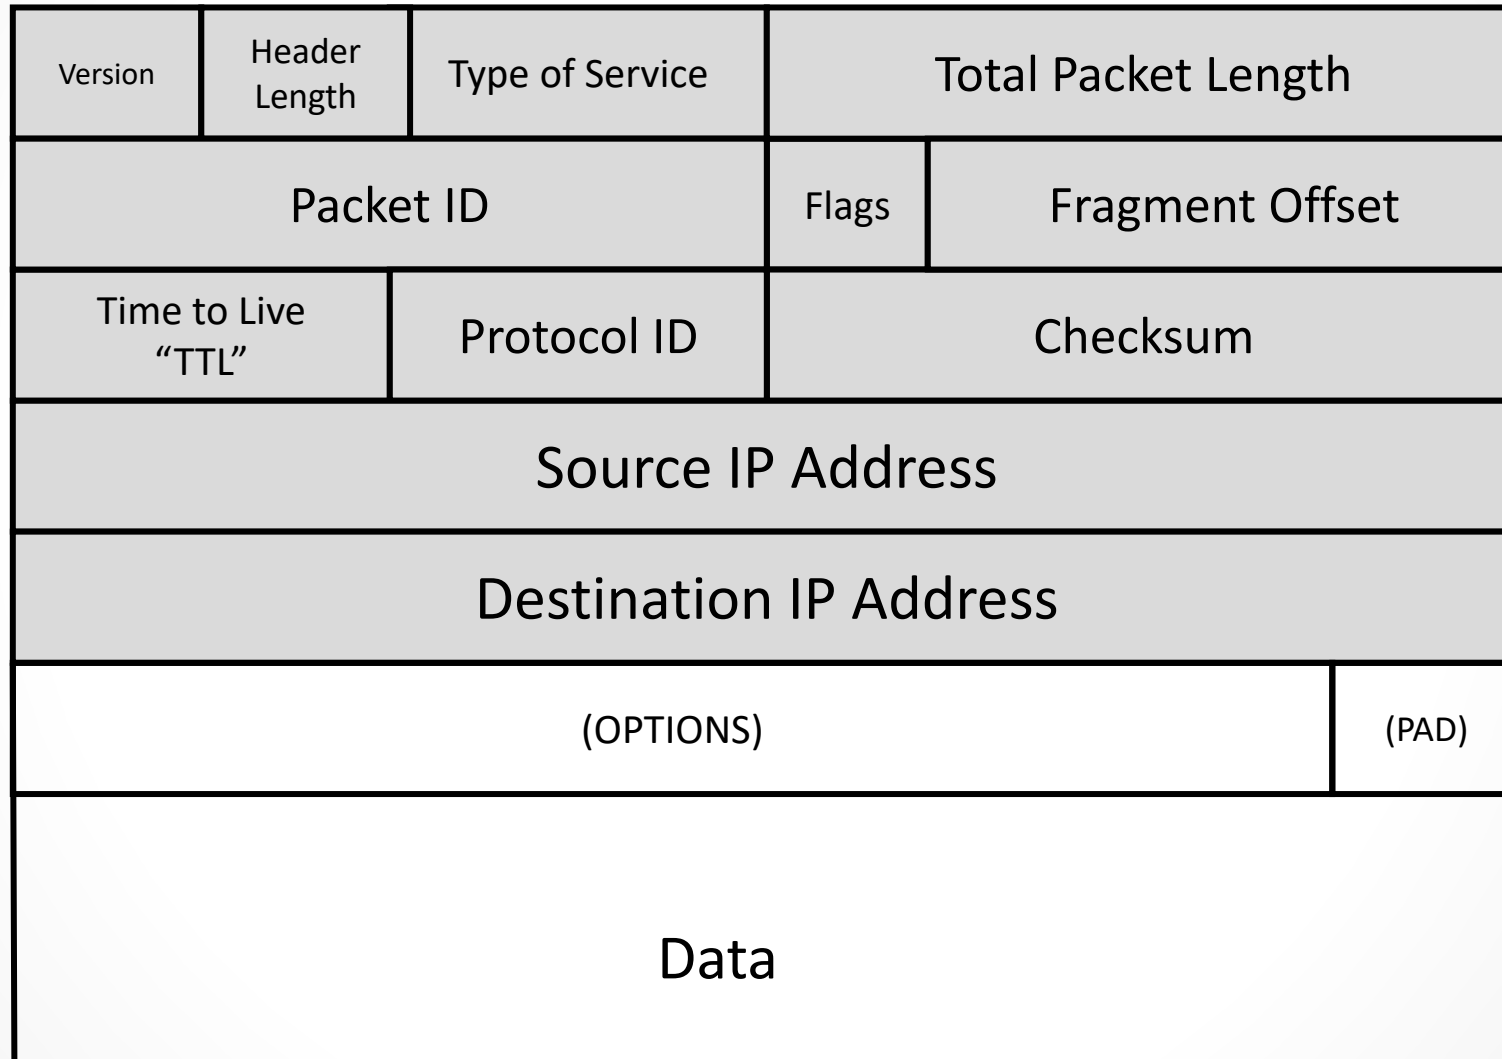 Version
Header
Length
Type of Service
Total Packet Length
Packet ID
Flags
Fragment Offset
Time to Live
“TTL”
Protocol ID
Checksum
Source IP Address
Destination IP Address
(OPTIONS)
(PAD)
Data